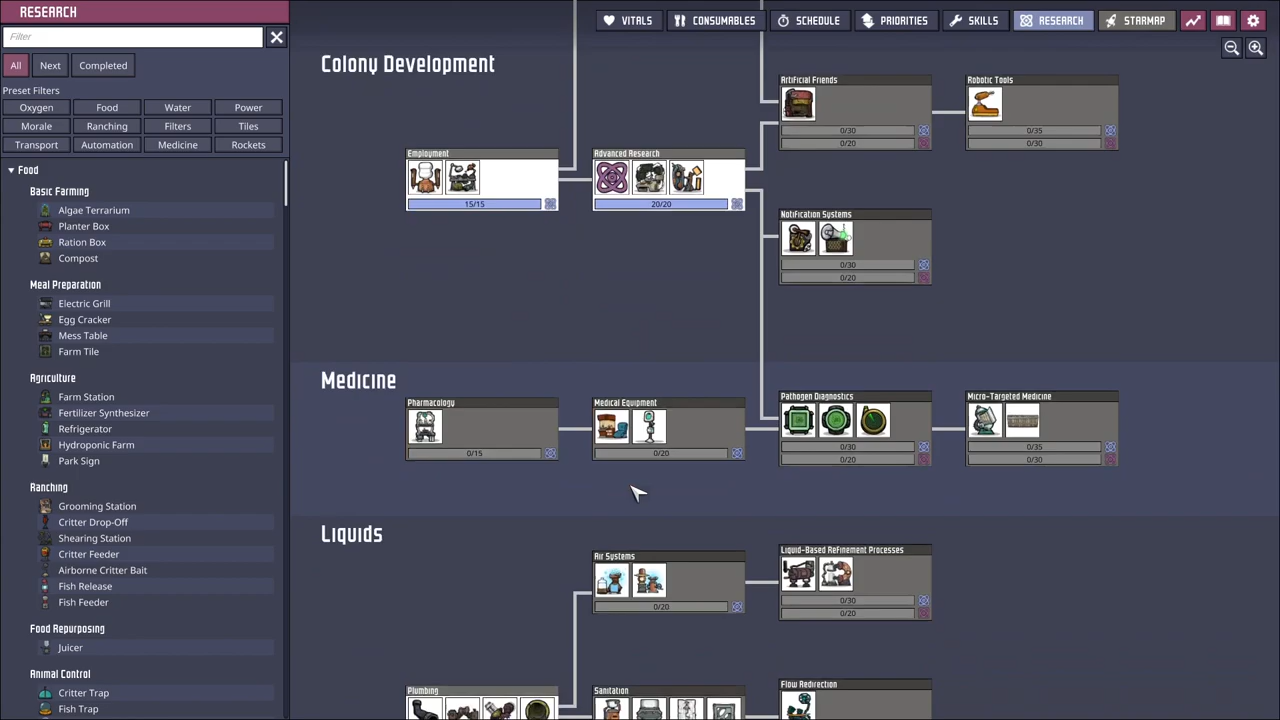 RESEARCH
VITALS
CONSUMABLES
SCHEDULE
PRIORITIES
SKILLS
RESEARCH
STARMAP
Filter
All
Next
Completed
Preset Filters
Oxygen
Food
Water
Power
Morale
Ranching
Filters
Tiles
Transport
Automation
Medicine
Rockets
Food
Basic Farming
Algae Terrarium
Planter Box
Ration Box
Compost
Meal Preparation
Electric Grill
Egg Cracker
Mess Table
Farm Tile
Agriculture
Farm Station
Fertilizer Synthesizer
Refrigerator
Hydroponic Farm
Park Sign
Ranching
Grooming Station
Critter Drop-Off
Shearing Station
Critter Feeder
Airborne Critter Bait
Fish Release
Fish Feeder
Food Repurposing
Juicer
Animal Control
Critter Trap
Fish Trap
Colony Development
Employment
15/15
Advanced Research
20/20
Artificial Friends
0/30
0/20
Robotic Tools
0/35
0/30
Notification Systems
0/30
0/20
Medicine
Pharmacology
0/15
Medical Equipment
0/20
Pathogen Diagnostics
0/30
0/20
Micro-Targeted Medicine
0/35
0/30
Liquids
Air Systems
0/20
Liquid-Based Refinement Processes
0/30
0/20
Plumbing
Sanitation
Flow Redirection